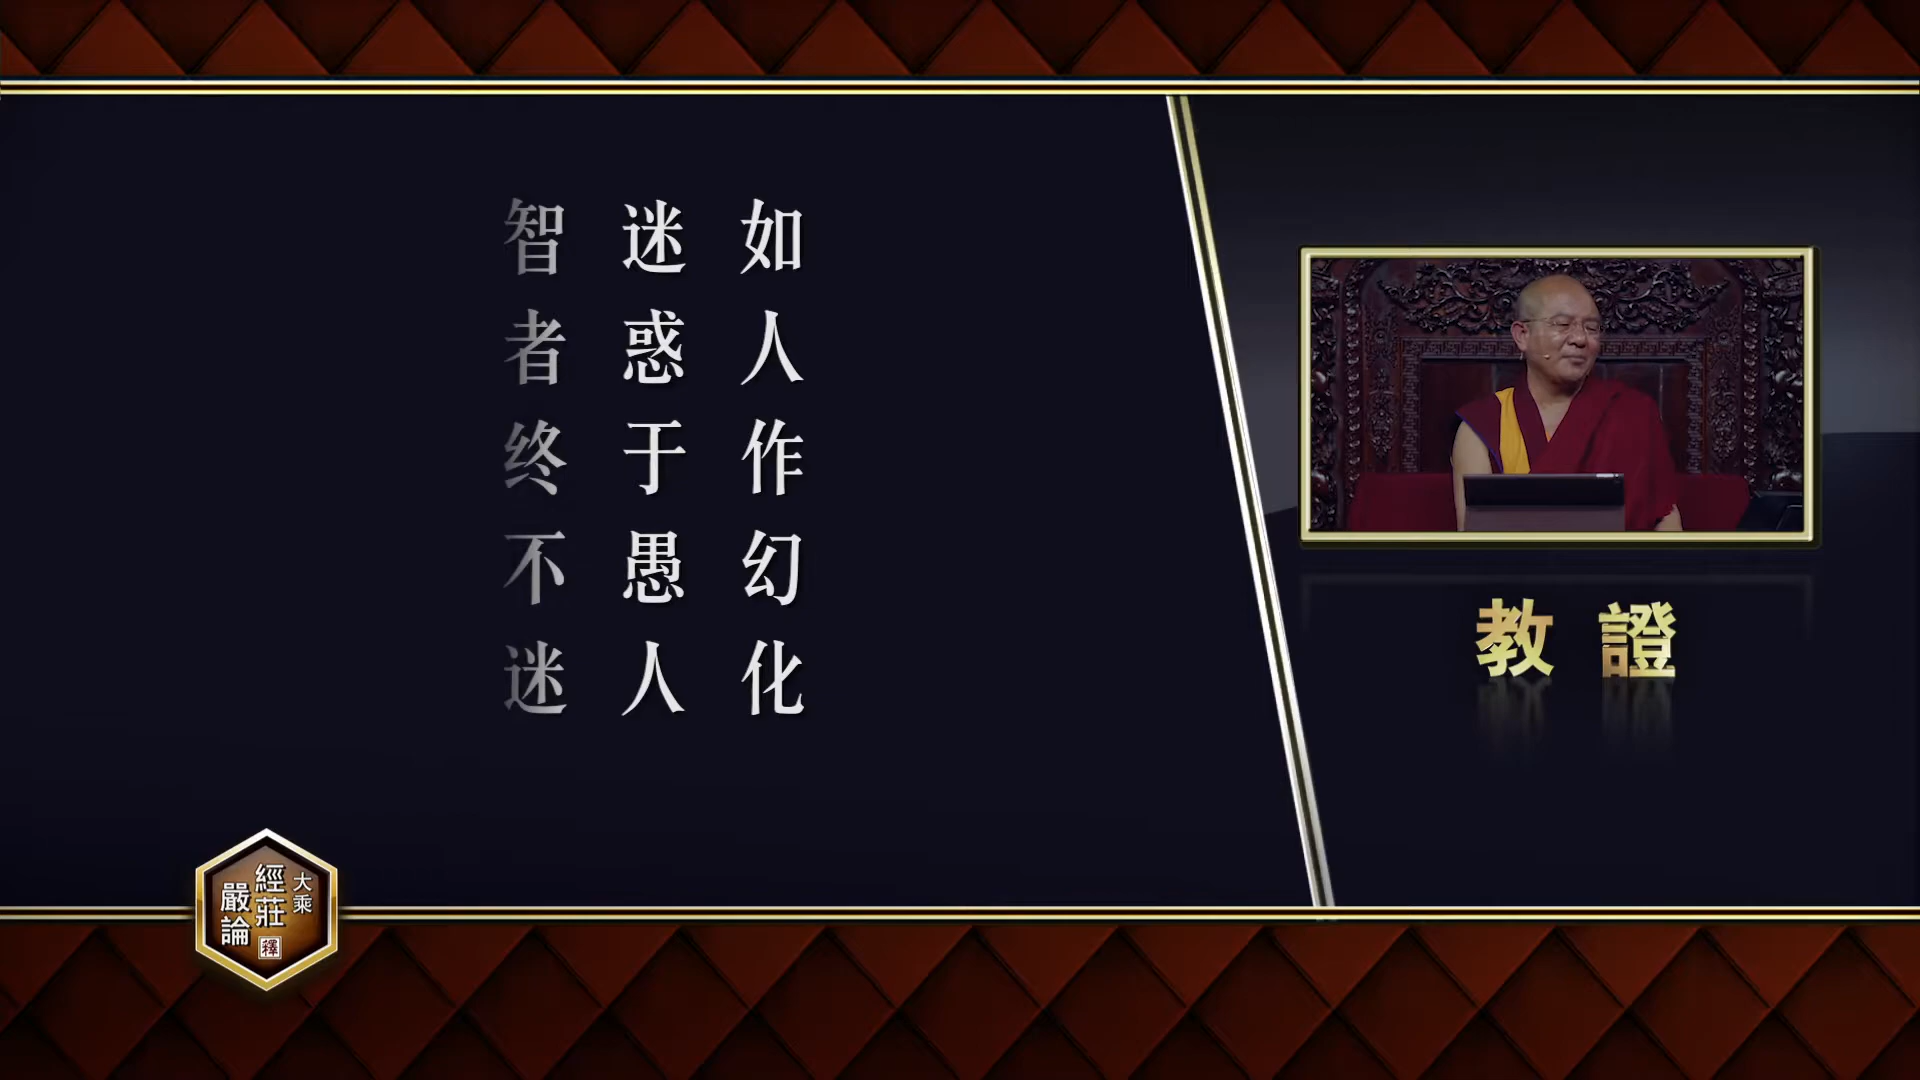 如人作幻化
迷惑于愚人
智者终不迷
教證
大乘
經莊
嚴論
釋